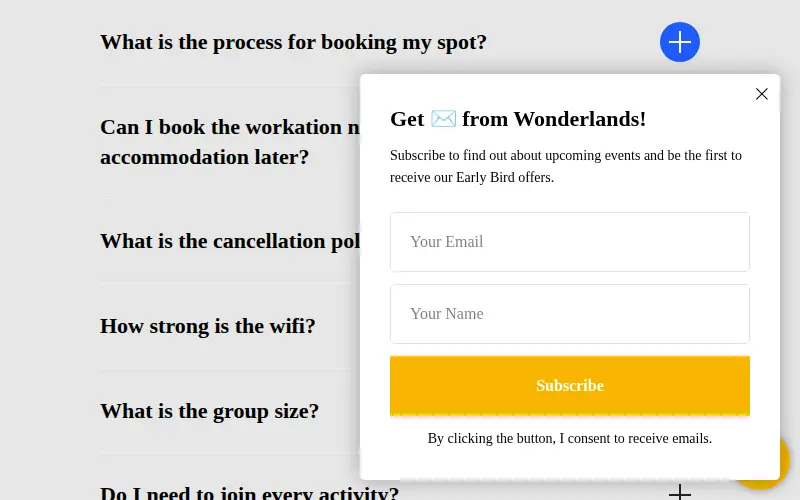 What is the process for booking my spot?
Can I book the workation n
accommodation later?
What is the cancellation pol
How strong is the wifi?
What is the group size?
Do I need to join every activity?
Get ✉️ from Wonderlands!
Subscribe to find out about upcoming events and be the first to
receive our Early Bird offers.
Your Email
Your Name
Subscribe
By clicking the button, I consent to receive emails.